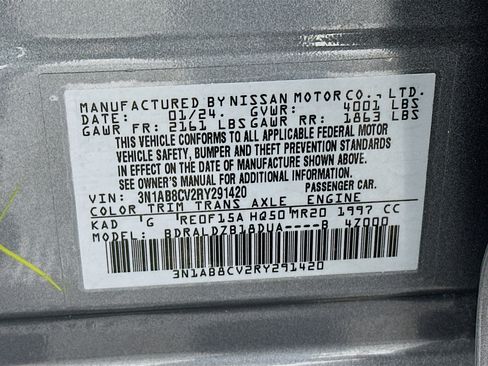 MANUFACTURED BY NISSAN MOTOR CO., LTD.
DATE: 01/24. GVWR: 4001 LBS
GAWR FR: 2161 LBS GAWR RR: 1863 LBS
THIS VEHICLE CONFORMS TO ALL APPLICABLE FEDERAL MOTOR
VEHICLE SAFETY, BUMPER AND THEFT PREVENTION STANDARDS
IN EFFECT ON THE DATE OF MANUFACTURE SHOWN ABOVE.
SEE OWNER'S MANUAL FOR ADDITIONAL INFORMATION.
VIN: 3N1AB8CV2RY291420 PASSENGER CAR.
COLOR TRIM TRANS AXLE ENGINE
KAD G RE0F15A HQ50 MR20 1997 CC
MODEL: BDRALDZB18DUA----B 47000
3N1AB8CV2RY291420